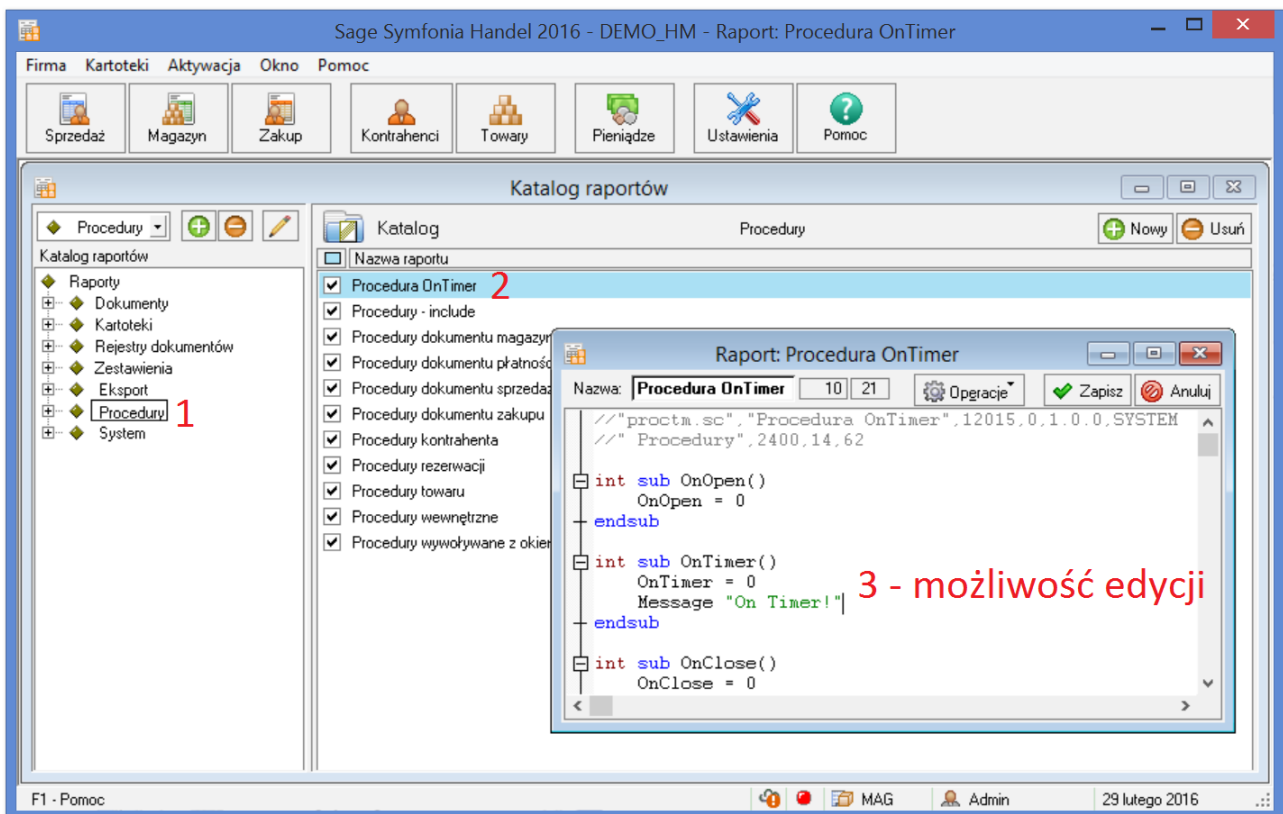 Sage Symfonia Handel 2016 - DEMO_HM - Raport: Procedura OnTimer
Firma Kartoteki Aktywacja Okno Pomoc
Sprzedaż Magazyn Zakup Kontrahenci Towary Pieniądze Ustawienia Pomoc
Katalog raportów
Procedury
Katalog Procedury Nowy Usuń
Katalog raportów
Nazwa raportu
Raporty
Dokumenty
Kartoteki
Rejestry dokumentów
Zestawienia
Eksport
Procedury 1
System
Procedura OnTimer 2
Procedury - include
Procedury dokumentu magazyn
Procedury dokumentu płatnośc
Procedury dokumentu sprzedaż
Procedury dokumentu zakupu
Procedury kontrahenta
Procedury rezerwacji
Procedury towaru
Procedury wewnętrzne
Procedury wywoływane z okier
Raport: Procedura OnTimer
Nazwa: Procedura OnTimer 10 21 Operacje Zapisz Anuluj
//"proctm.sc","Procedura OnTimer",12015,0,1.0.0,SYSTEM
//" Procedury",2400,14,62
int sub OnOpen()
OnOpen = 0
endsub
int sub OnTimer()
OnTimer = 0
Message "On Timer!"
endsub
3 - możliwość edycji
int sub OnClose()
OnClose = 0
F1 - Pomoc MAG Admin 29 lutego 2016